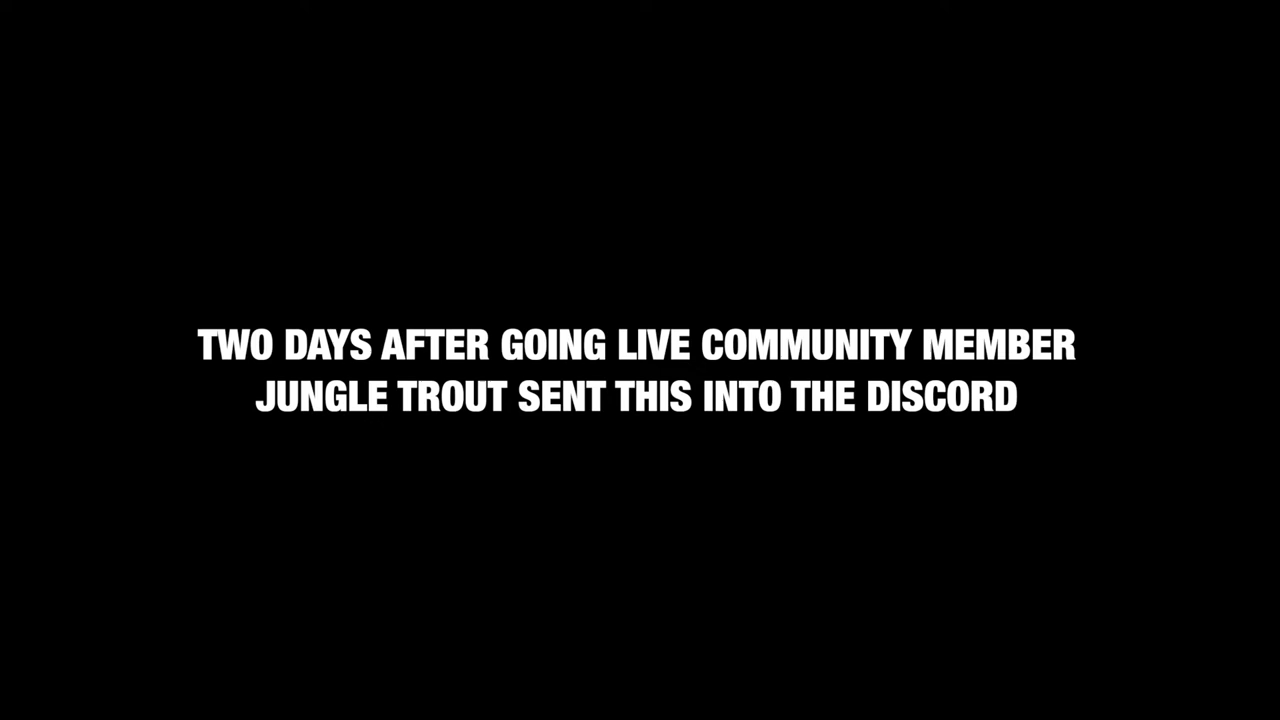 TWO DAYS AFTER GOING LIVE COMMUNITY MEMBER
JUNGLE TROUT SENT THIS INTO THE DISCORD